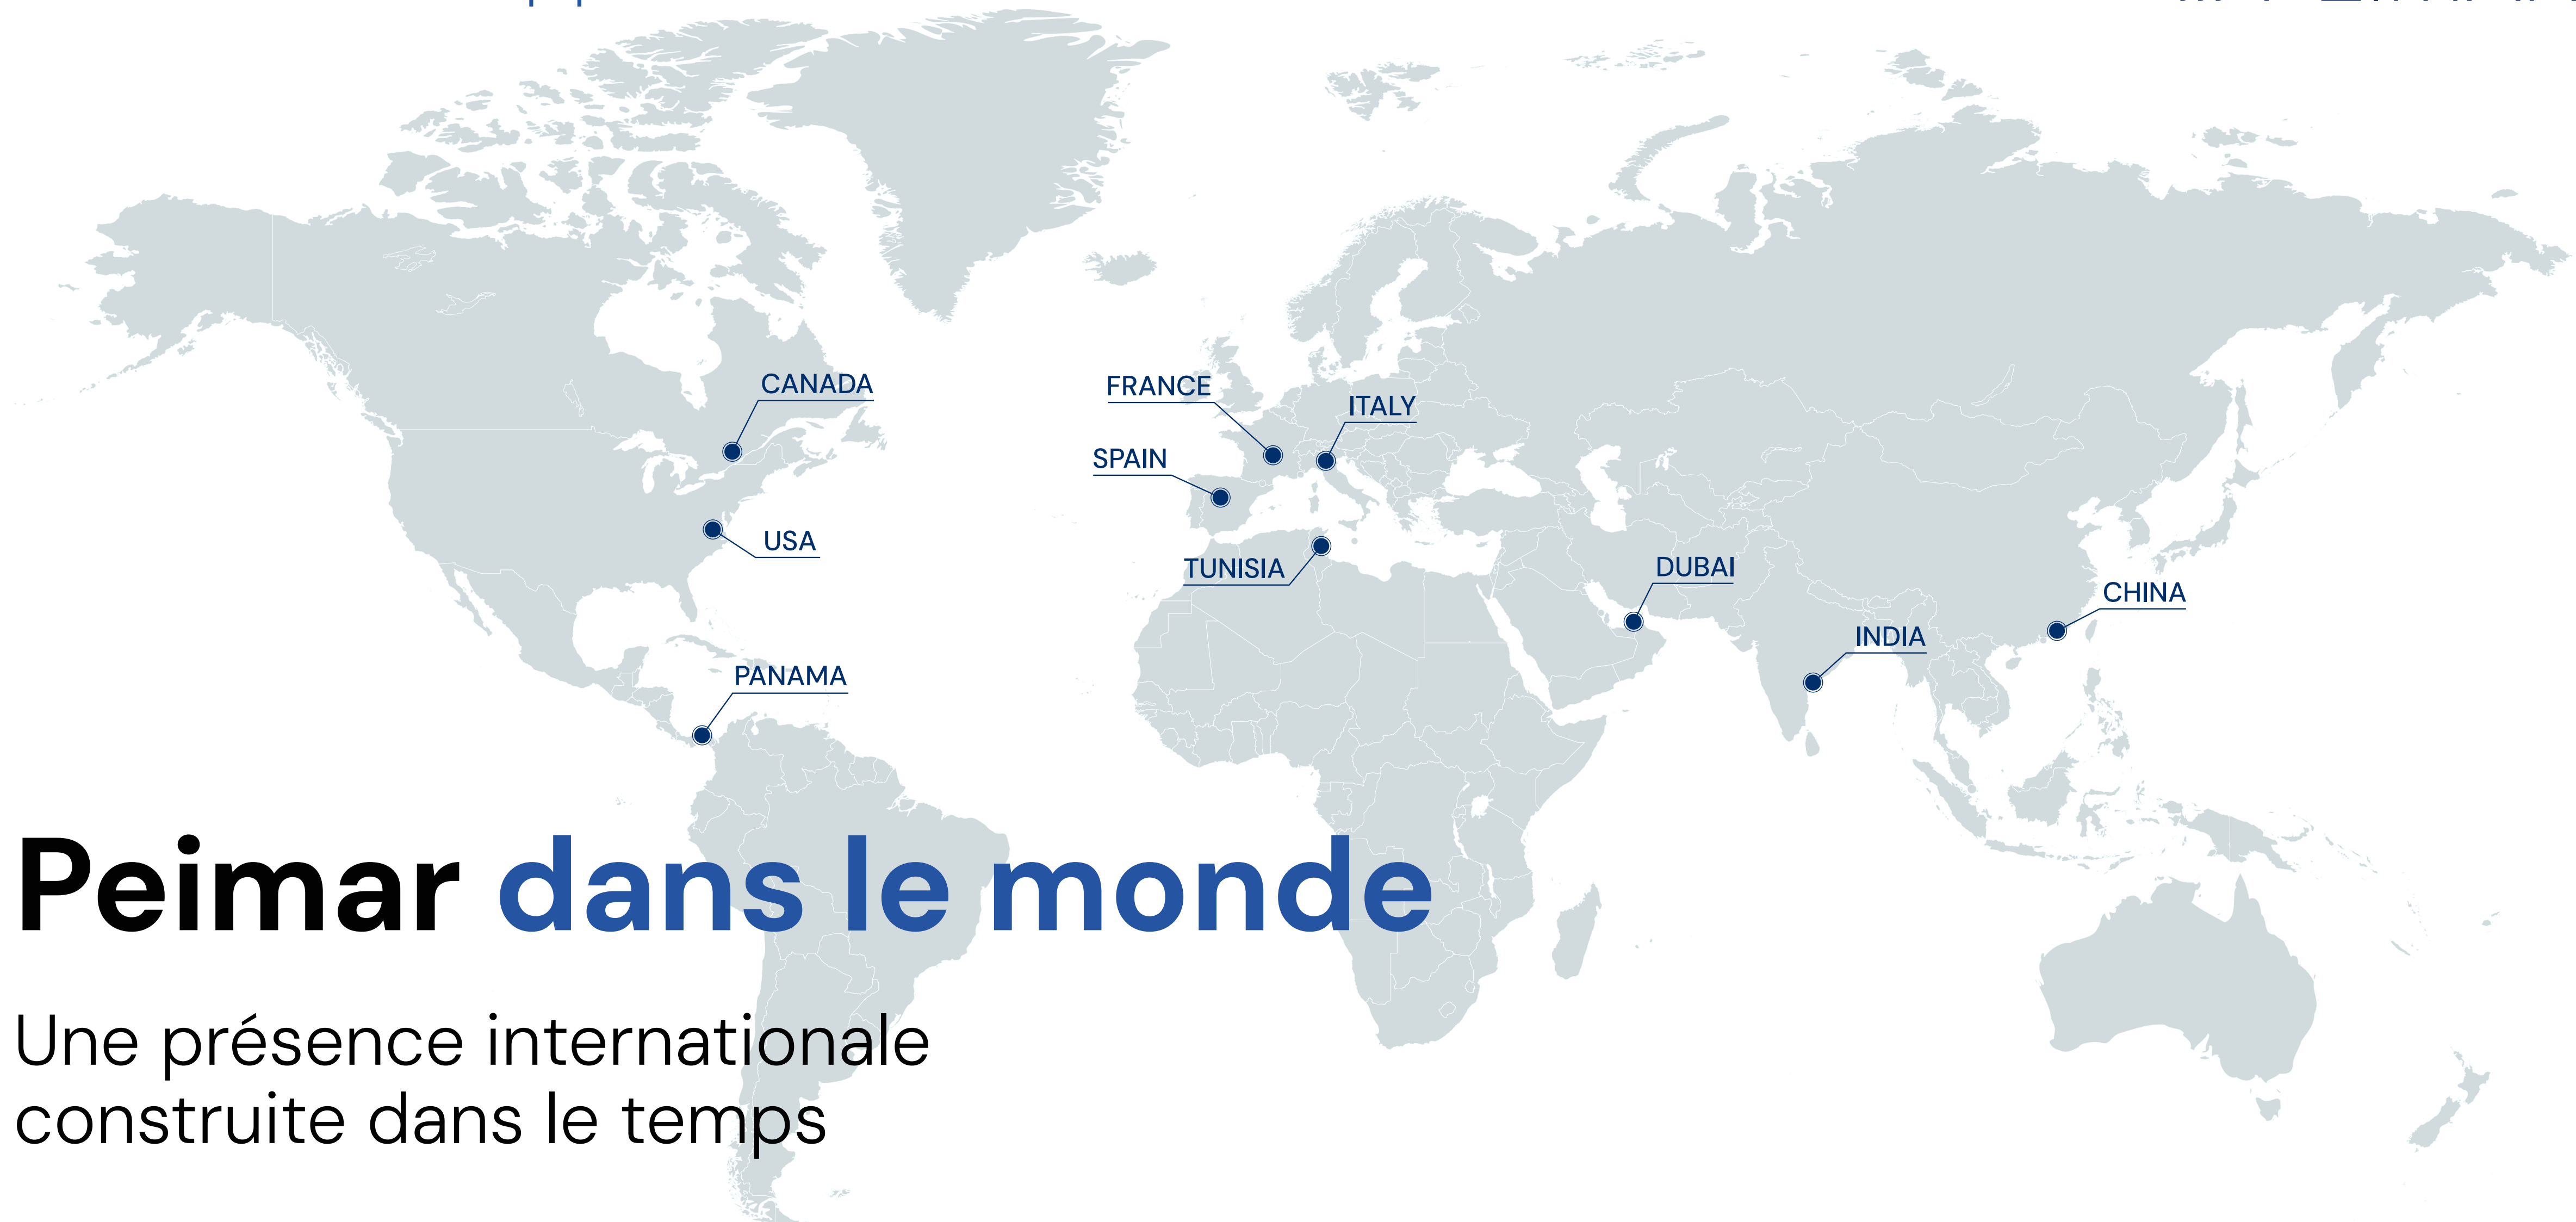 CANADA
FRANCE
ITALY
SPAIN
USA
TUNISIA
DUBAI
CHINA
INDIA
PANAMA
Peimar dans le monde
Une présence internationale
construite dans le temps